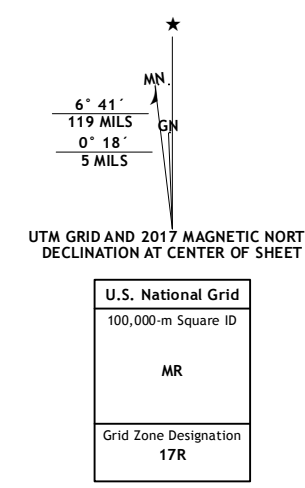 MN
6° 41´
119 MILS
GN
0° 18´
5 MILS
UTM GRID AND 2017 MAGNETIC NORT
DECLINATION AT CENTER OF SHEET
U.S. National Grid
100,000-m Square ID
MR
Grid Zone Designation
17R